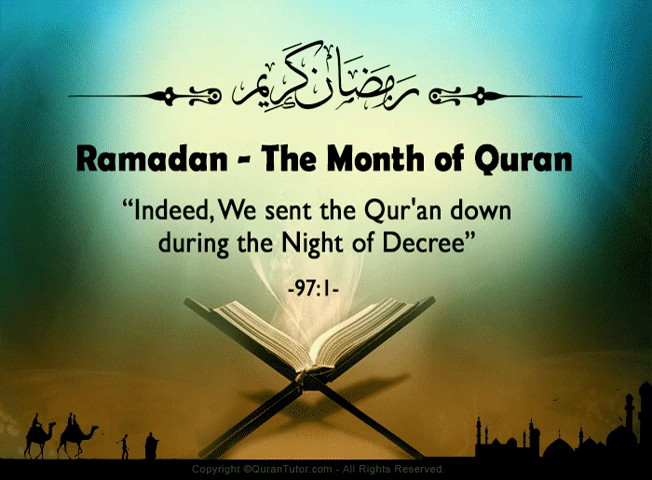 رمضان كريم
Ramadan - The Month of Quran
“Indeed, We sent the Qur'an down
during the Night of Decree”
-97:1-
Copyright ©QuranTutor.com - All Rights Reserved.